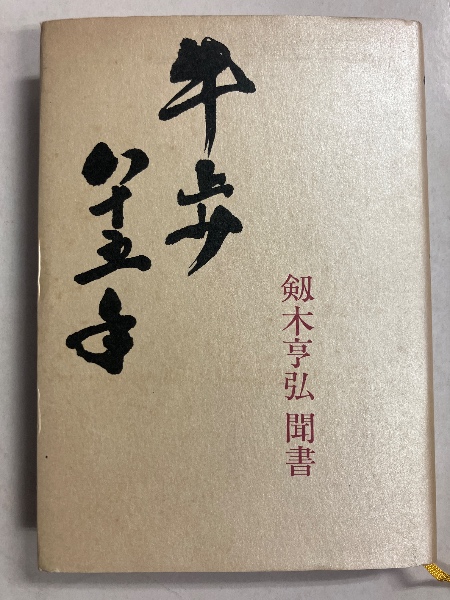 牛歩
八十五年
剱木亨弘 聞書